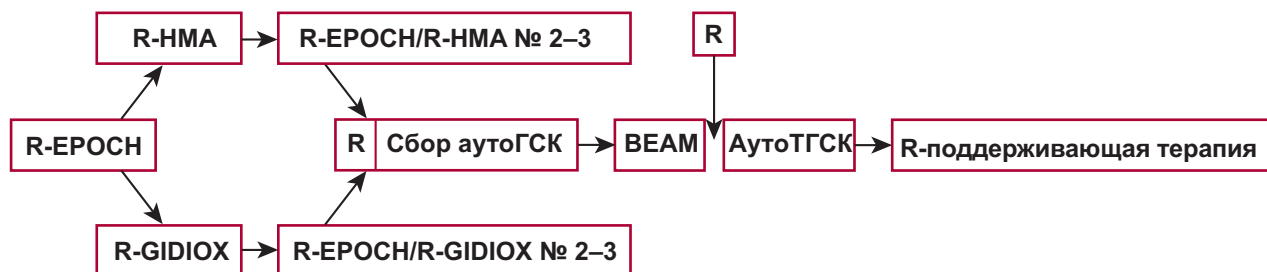 R-HMA
R-EPOCH/R-HMA № 2–3
R
R-EPOCH
R
Сбор аутоГСК
BEAM
АутоТГСК
R-поддерживающая терапия
R-GIDIOX
R-EPOCH/R-GIDIOX № 2–3